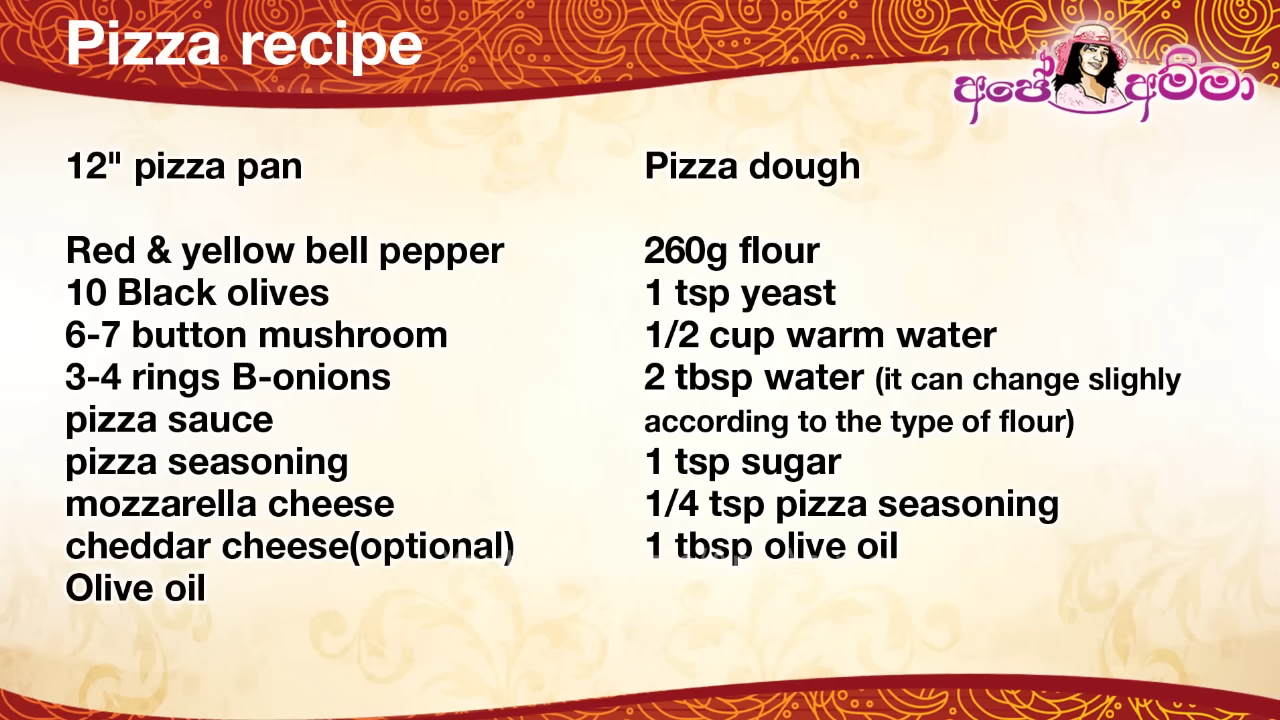 Pizza recipe
අපේ අම්මා
12" pizza pan
Red & yellow bell pepper
10 Black olives
6-7 button mushroom
3-4 rings B-onions
pizza sauce
pizza seasoning
mozzarella cheese
cheddar cheese(optional)
Olive oil
Pizza dough
260g flour
1 tsp yeast
1/2 cup warm water
2 tbsp water (it can change slighly
according to the type of flour)
1 tsp sugar
1/4 tsp pizza seasoning
1 tbsp olive oil